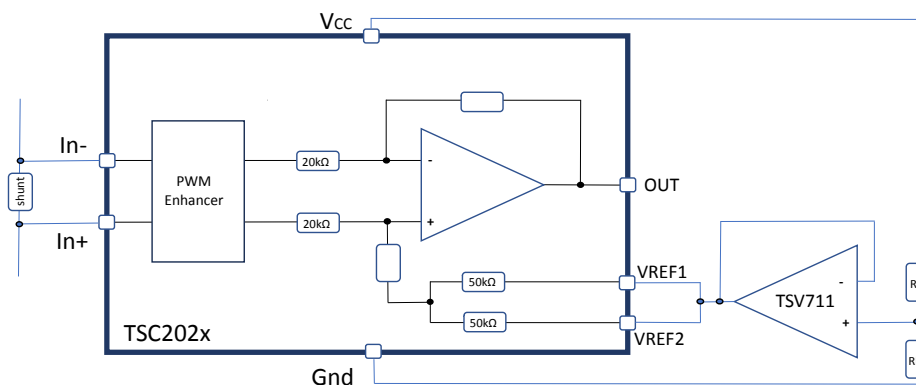 Vcc
In-
shunt
In+
PWM
Enhancer
20kΩ
20kΩ
-
+
OUT
50kΩ
50kΩ
VREF1
VREF2
TSV711
-
+
R
R
TSC202x
Gnd